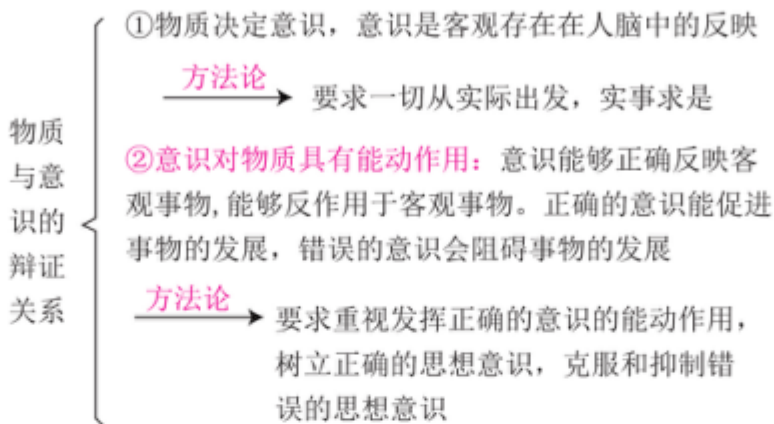 物质
与意
识的
辩证
关系
①物质决定意识，意识是客观存在在人脑中的反映
方法论
要求一切从实际出发，实事求是
②意识对物质具有能动作用：意识能够正确反映客
观事物,能够反作用于客观事物。正确的意识能促进
事物的发展，错误的意识会阻碍事物的发展
方法论
要求重视发挥正确的意识的能动作用，
树立正确的思想意识，克服和抑制错
误的思想意识